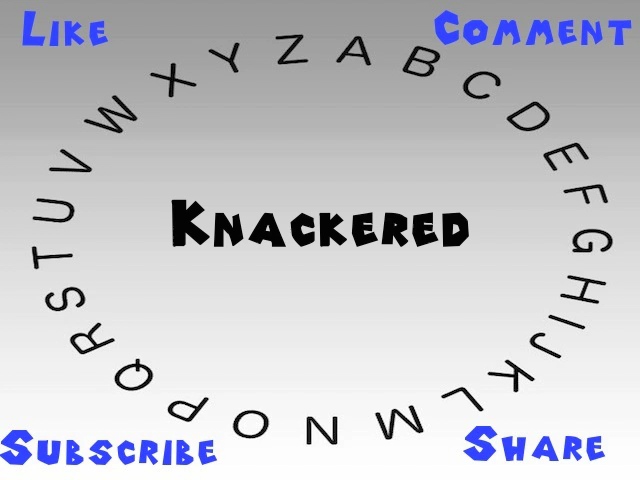 Like
Comment
A B C D E F G H I J K L M N O P Q R S T U V W X Y Z
Knackered
Subscribe
Share